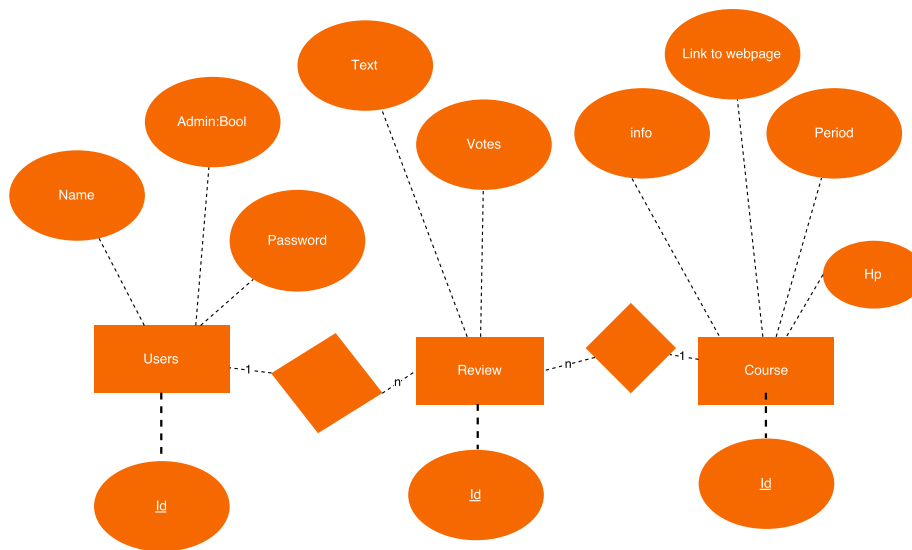 Link to webpage
Text
Admin:Bool
info
Period
Votes
Name
Password
Hp
Users
1
n
Review
n
1
Course
Id
Id
Id